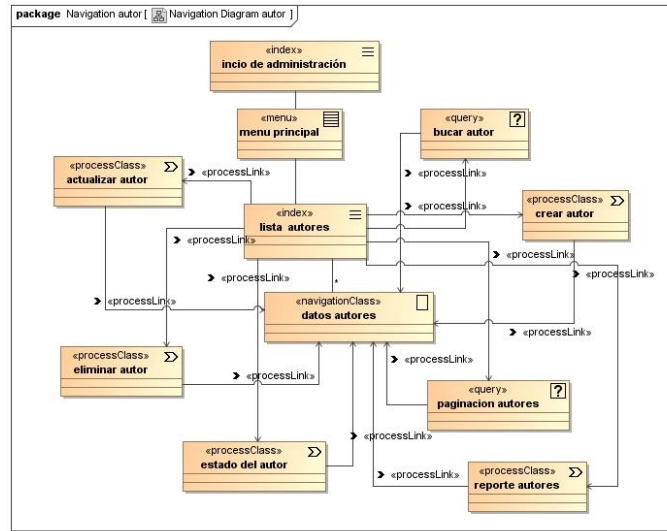 package Navigation autor [ Navigation Diagram autor ]
«index»
incio de administración
«menu»
menu principal
«query»
bucar autor
?
«processClass»
actualizar autor
«processLink»
«processLink»
«processClass»
crear autor
«index»
lista autores
«processLink»
«processLink»
«processLink»
«processLink»
«processLink»
*
«processLink»
«navigationClass»
datos autores
«processClass»
eliminar autor
«processLink»
«processLink»
«query»
paginacion autores
?
«processLink»
«processClass»
estado del autor
«processClass»
reporte autores
«processLink»